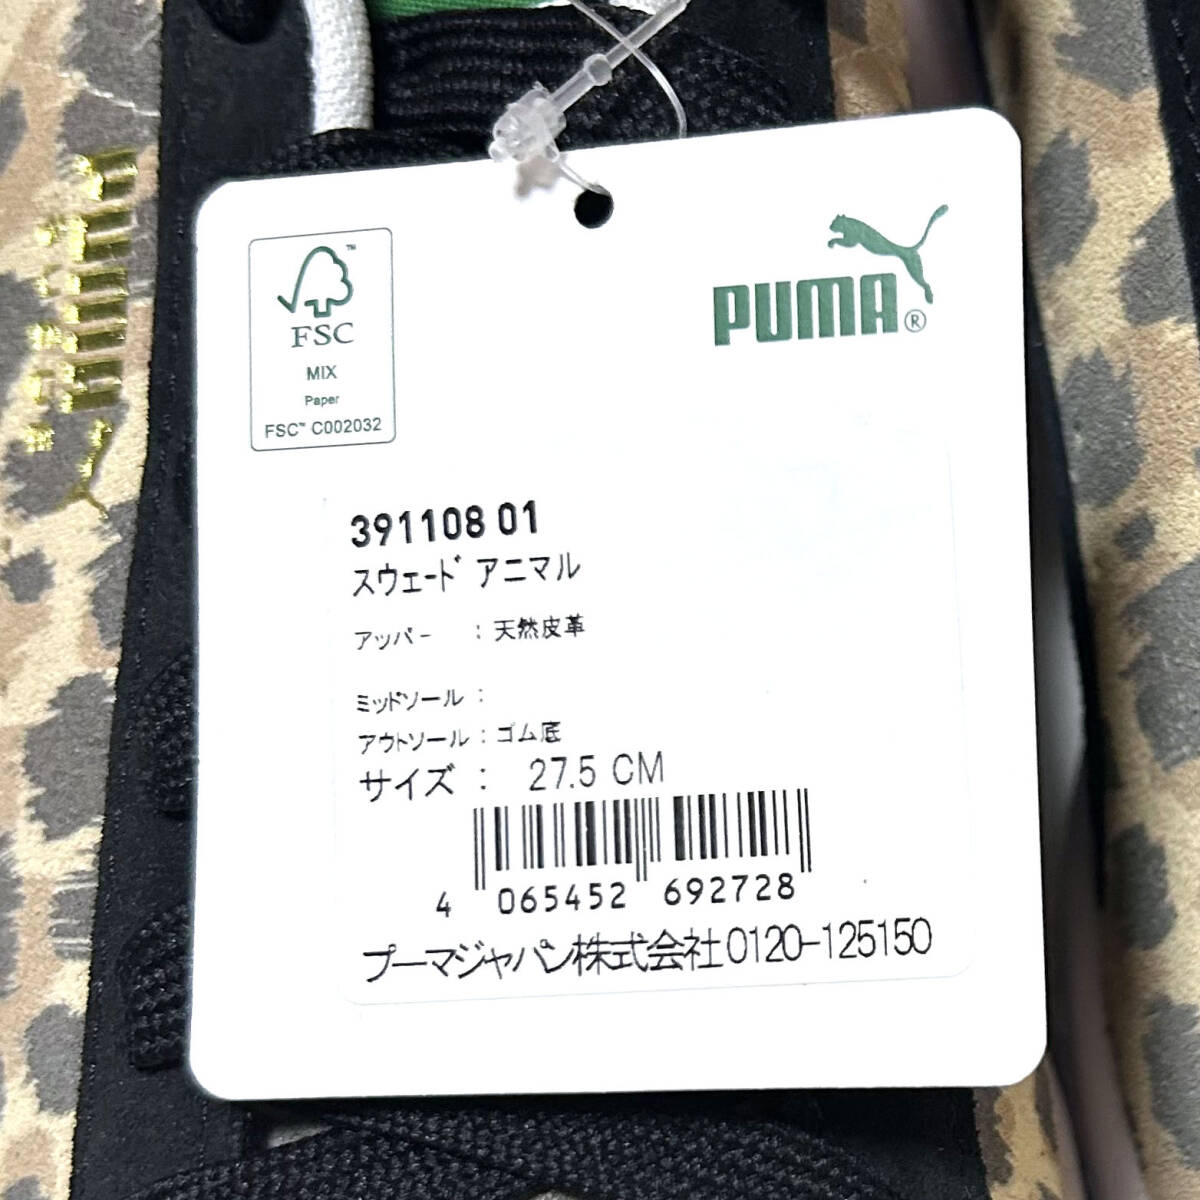 FSC™
MIX
Paper
FSC™ C002032
PUMA®
391108 01
スウェード アニマル
アッパー : 天然皮革
ミッドソール :
アウトソール : ゴム底
サイズ : 27.5 CM
4 065452 692728
プーマジャパン株式会社0120-125150